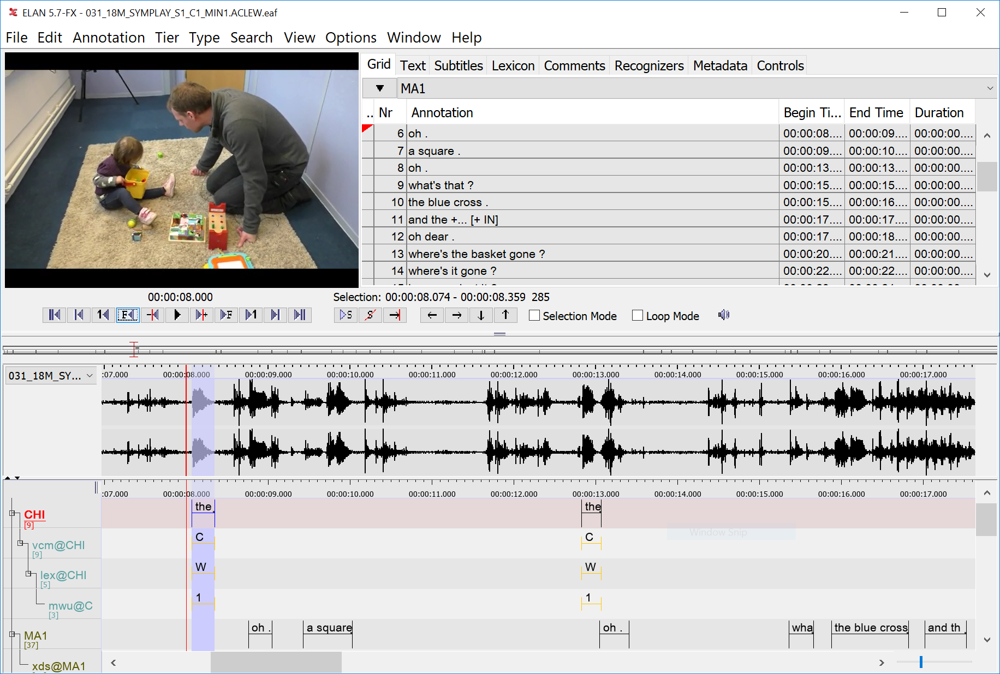 ELAN 5.7-FX - 031_18M_SYMPLAY_S1_C1_MIN1.ACLEW.eaf
File Edit Annotation Tier Type Search View Options Window Help
Grid Text Subtitles Lexicon Comments Recognizers Metadata Controls
MA1
.. Nr Annotation Begin Ti... End Time Duration
6 oh . 00:00:08.... 00:00:09.... 00:00:00....
7 a square . 00:00:09.... 00:00:10.... 00:00:00....
8 oh . 00:00:13.... 00:00:13.... 00:00:00....
9 what's that ? 00:00:15.... 00:00:15.... 00:00:00....
10 the blue cross . 00:00:15.... 00:00:16.... 00:00:00....
11 and the +... [+ IN] 00:00:17.... 00:00:17.... 00:00:00....
12 oh dear . 00:00:17.... 00:00:18.... 00:00:00....
13 where's the basket gone ? 00:00:20.... 00:00:21.... 00:00:00....
14 where's it gone ? 00:00:22.... 00:00:22.... 00:00:00....
00:00:08.000
Selection: 00:00:08.074 - 00:00:08.359 285
1 F F 1 S S Selection Mode Loop Mode
031_18M_SY...
:07.000 00:00:08.000 00:00:09.000 00:00:10.000 00:00:11.000 00:00:12.000 00:00:13.000 00:00:14.000 00:00:15.000 00:00:16.000 00:00:17.000
:07.000 00:00:08.000 00:00:09.000 00:00:10.000 00:00:11.000 00:00:12.000 00:00:13.000 00:00:14.000 00:00:15.000 00:00:16.000 00:00:17.000
CHI the the
[9]
vcm@CHI C C
[9]
Window Snip
lex@CHI W W
[5]
mwu@C 1 1
[3]
MA1 oh . a square oh . wha the blue cross and th
[37]
xds@MA1